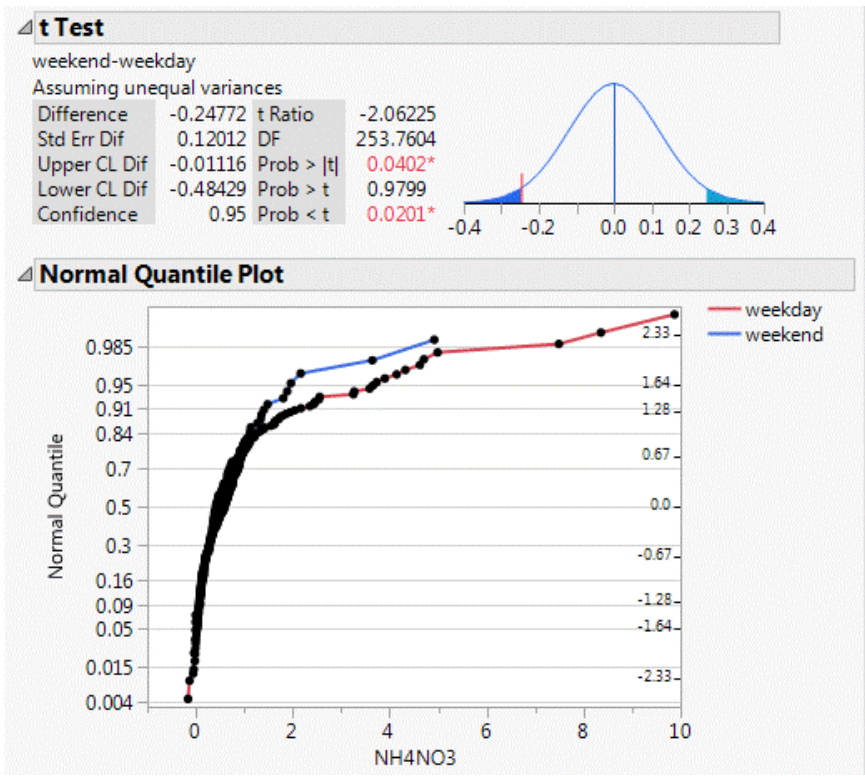 t Test
weekend-weekday
Assuming unequal variances
Difference -0.24772 t Ratio -2.06225
Std Err Dif 0.12012 DF 253.7604
Upper CL Dif -0.01116 Prob > |t| 0.0402*
Lower CL Dif -0.48429 Prob > t 0.9799
Confidence 0.95 Prob < t 0.0201*
-0.4 -0.2 0.0 0.1 0.2 0.3 0.4
Normal Quantile Plot
weekday
weekend
0.985
0.95
0.91
0.84
0.7
0.5
0.3
0.16
0.09
0.05
0.015
0.004
Normal Quantile
2.33
1.64
1.28
0.67
0.0
-0.67
-1.28
-1.64
-2.33
0 2 4 6 8 10
NH4NO3